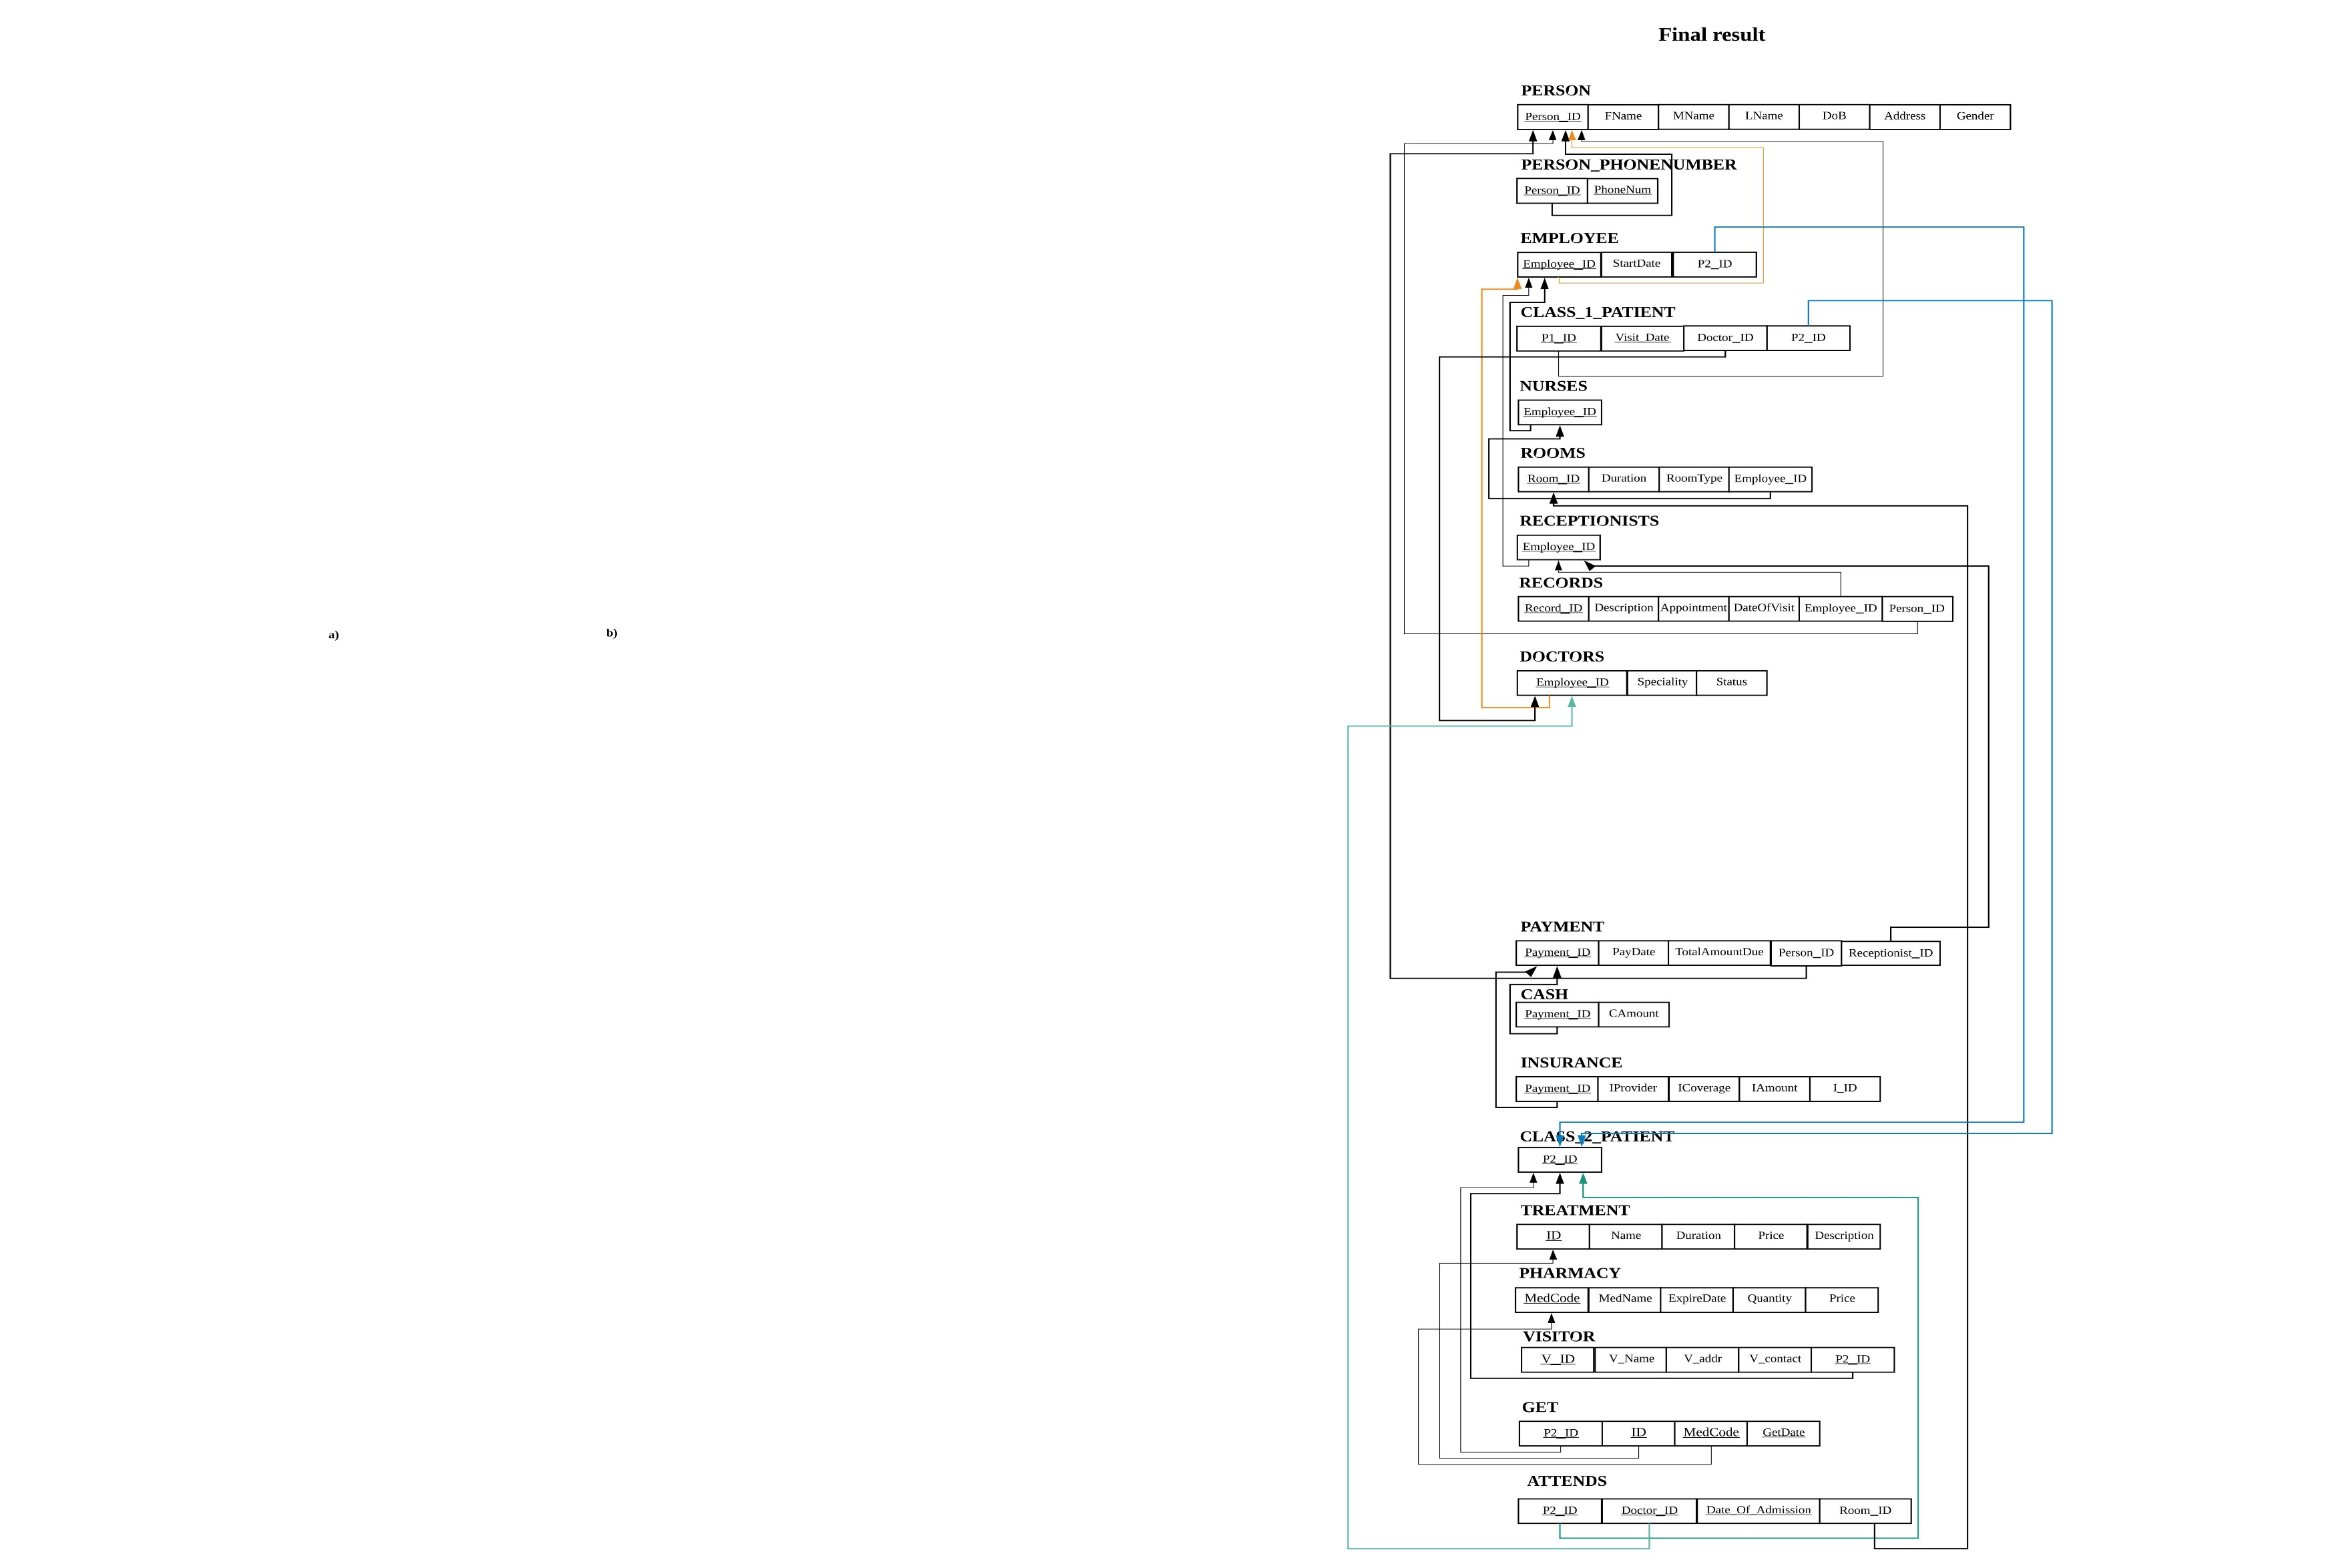 Final result
PERSON
Person_ID FName MName LName DoB Address Gender
PERSON_PHONENUMBER
Person_ID PhoneNum
EMPLOYEE
Employee_ID StartDate P2_ID
CLASS_1_PATIENT
P1_ID Visit_Date Doctor_ID P2_ID
NURSES
Employee_ID
ROOMS
Room_ID Duration RoomType Employee_ID
RECEPTIONISTS
Employee_ID
RECORDS
Record_ID Description Appointment DateOfVisit Employee_ID Person_ID
a) b)
DOCTORS
Employee_ID Speciality Status
PAYMENT
Payment_ID PayDate TotalAmountDue Person_ID Receptionist_ID
CASH
Payment_ID CAmount
INSURANCE
Payment_ID IProvider ICoverage IAmount I_ID
CLASS_2_PATIENT
P2_ID
TREATMENT
ID Name Duration Price Description
PHARMACY
MedCode MedName ExpireDate Quantity Price
VISITOR
V_ID V_Name V_addr V_contact P2_ID
GET
P2_ID ID MedCode GetDate
ATTENDS
P2_ID Doctor_ID Date_Of_Admission Room_ID